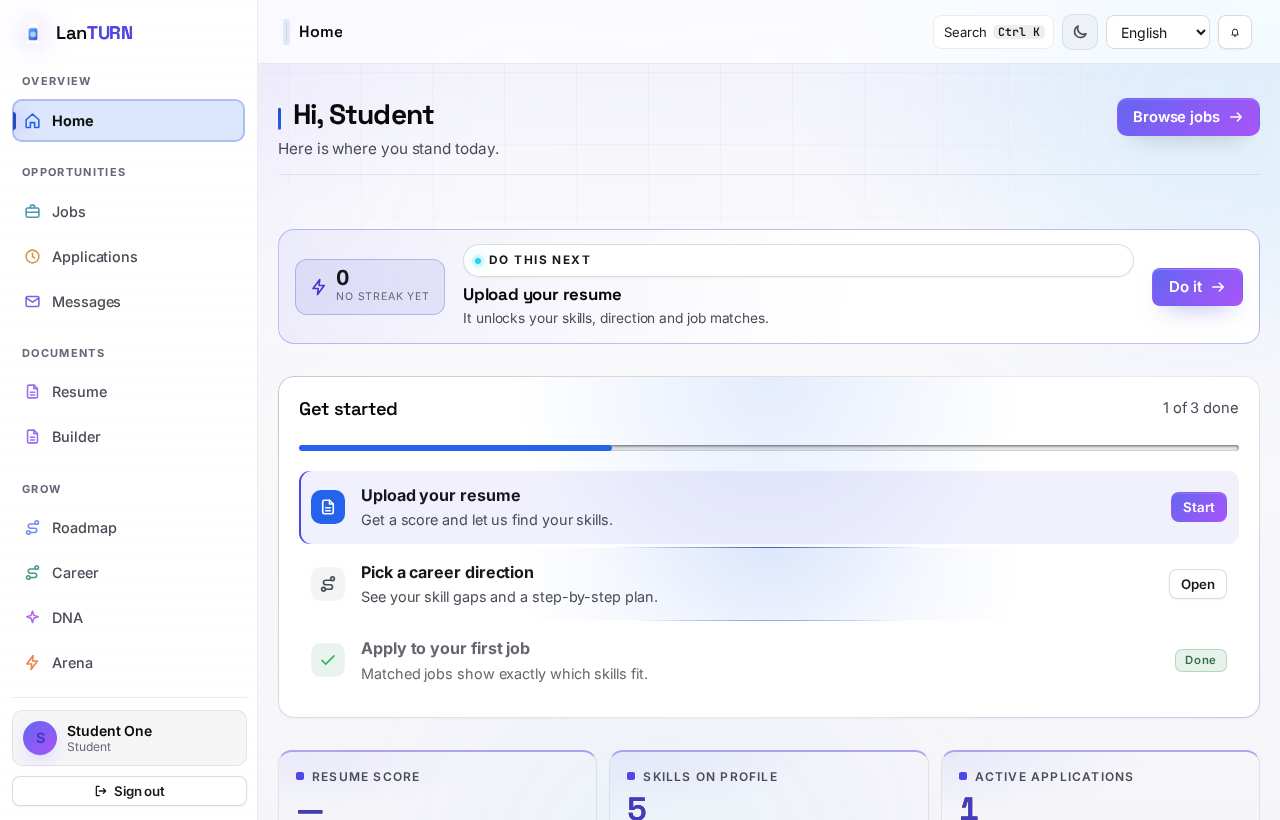 LanTURN
OVERVIEW
Home
OPPORTUNITIES
Jobs
Applications
Messages
DOCUMENTS
Resume
Builder
GROW
Roadmap
Career
DNA
Arena
S
Student One
Student
Sign out
Home
Search Ctrl K
English
Hi, Student
Here is where you stand today.
Browse jobs →
0
NO STREAK YET
DO THIS NEXT
Upload your resume
It unlocks your skills, direction and job matches.
Do it →
Get started
1 of 3 done
Upload your resume
Get a score and let us find your skills.
Start
Pick a career direction
See your skill gaps and a step-by-step plan.
Open
Apply to your first job
Matched jobs show exactly which skills fit.
Done
RESUME SCORE
—
SKILLS ON PROFILE
5
ACTIVE APPLICATIONS
1